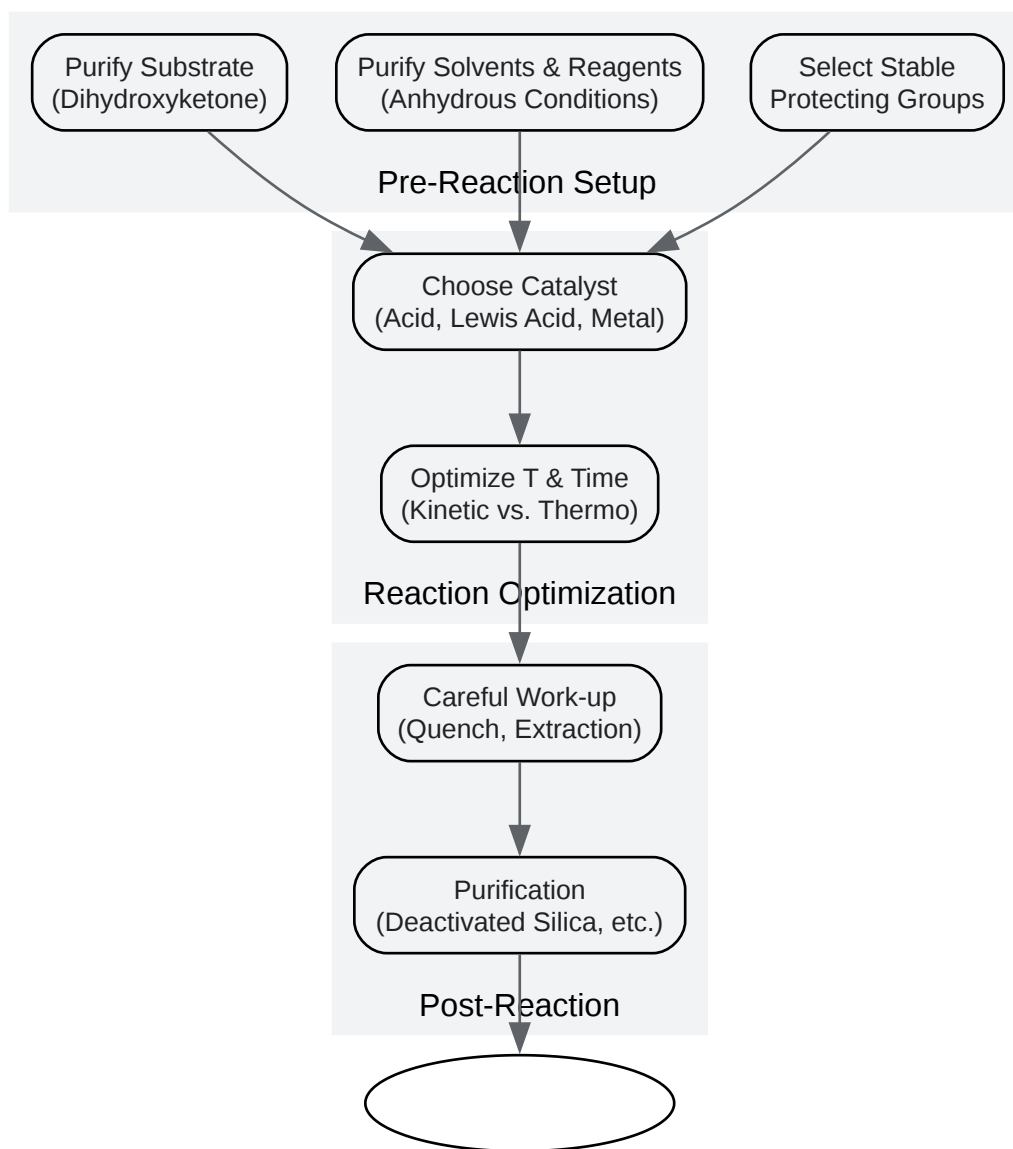 Purify Substrate
(Dihydroxyketone)
Purify Solvents & Reagents
(Anhydrous Conditions)
Select Stable
Protecting Groups
Pre-Reaction Setup
Choose Catalyst
(Acid, Lewis Acid, Metal)
Optimize T & Time
(Kinetic vs. Thermo)
Reaction Optimization
Careful Work-up
(Quench, Extraction)
Purification
(Deactivated Silica, etc.)
Post-Reaction